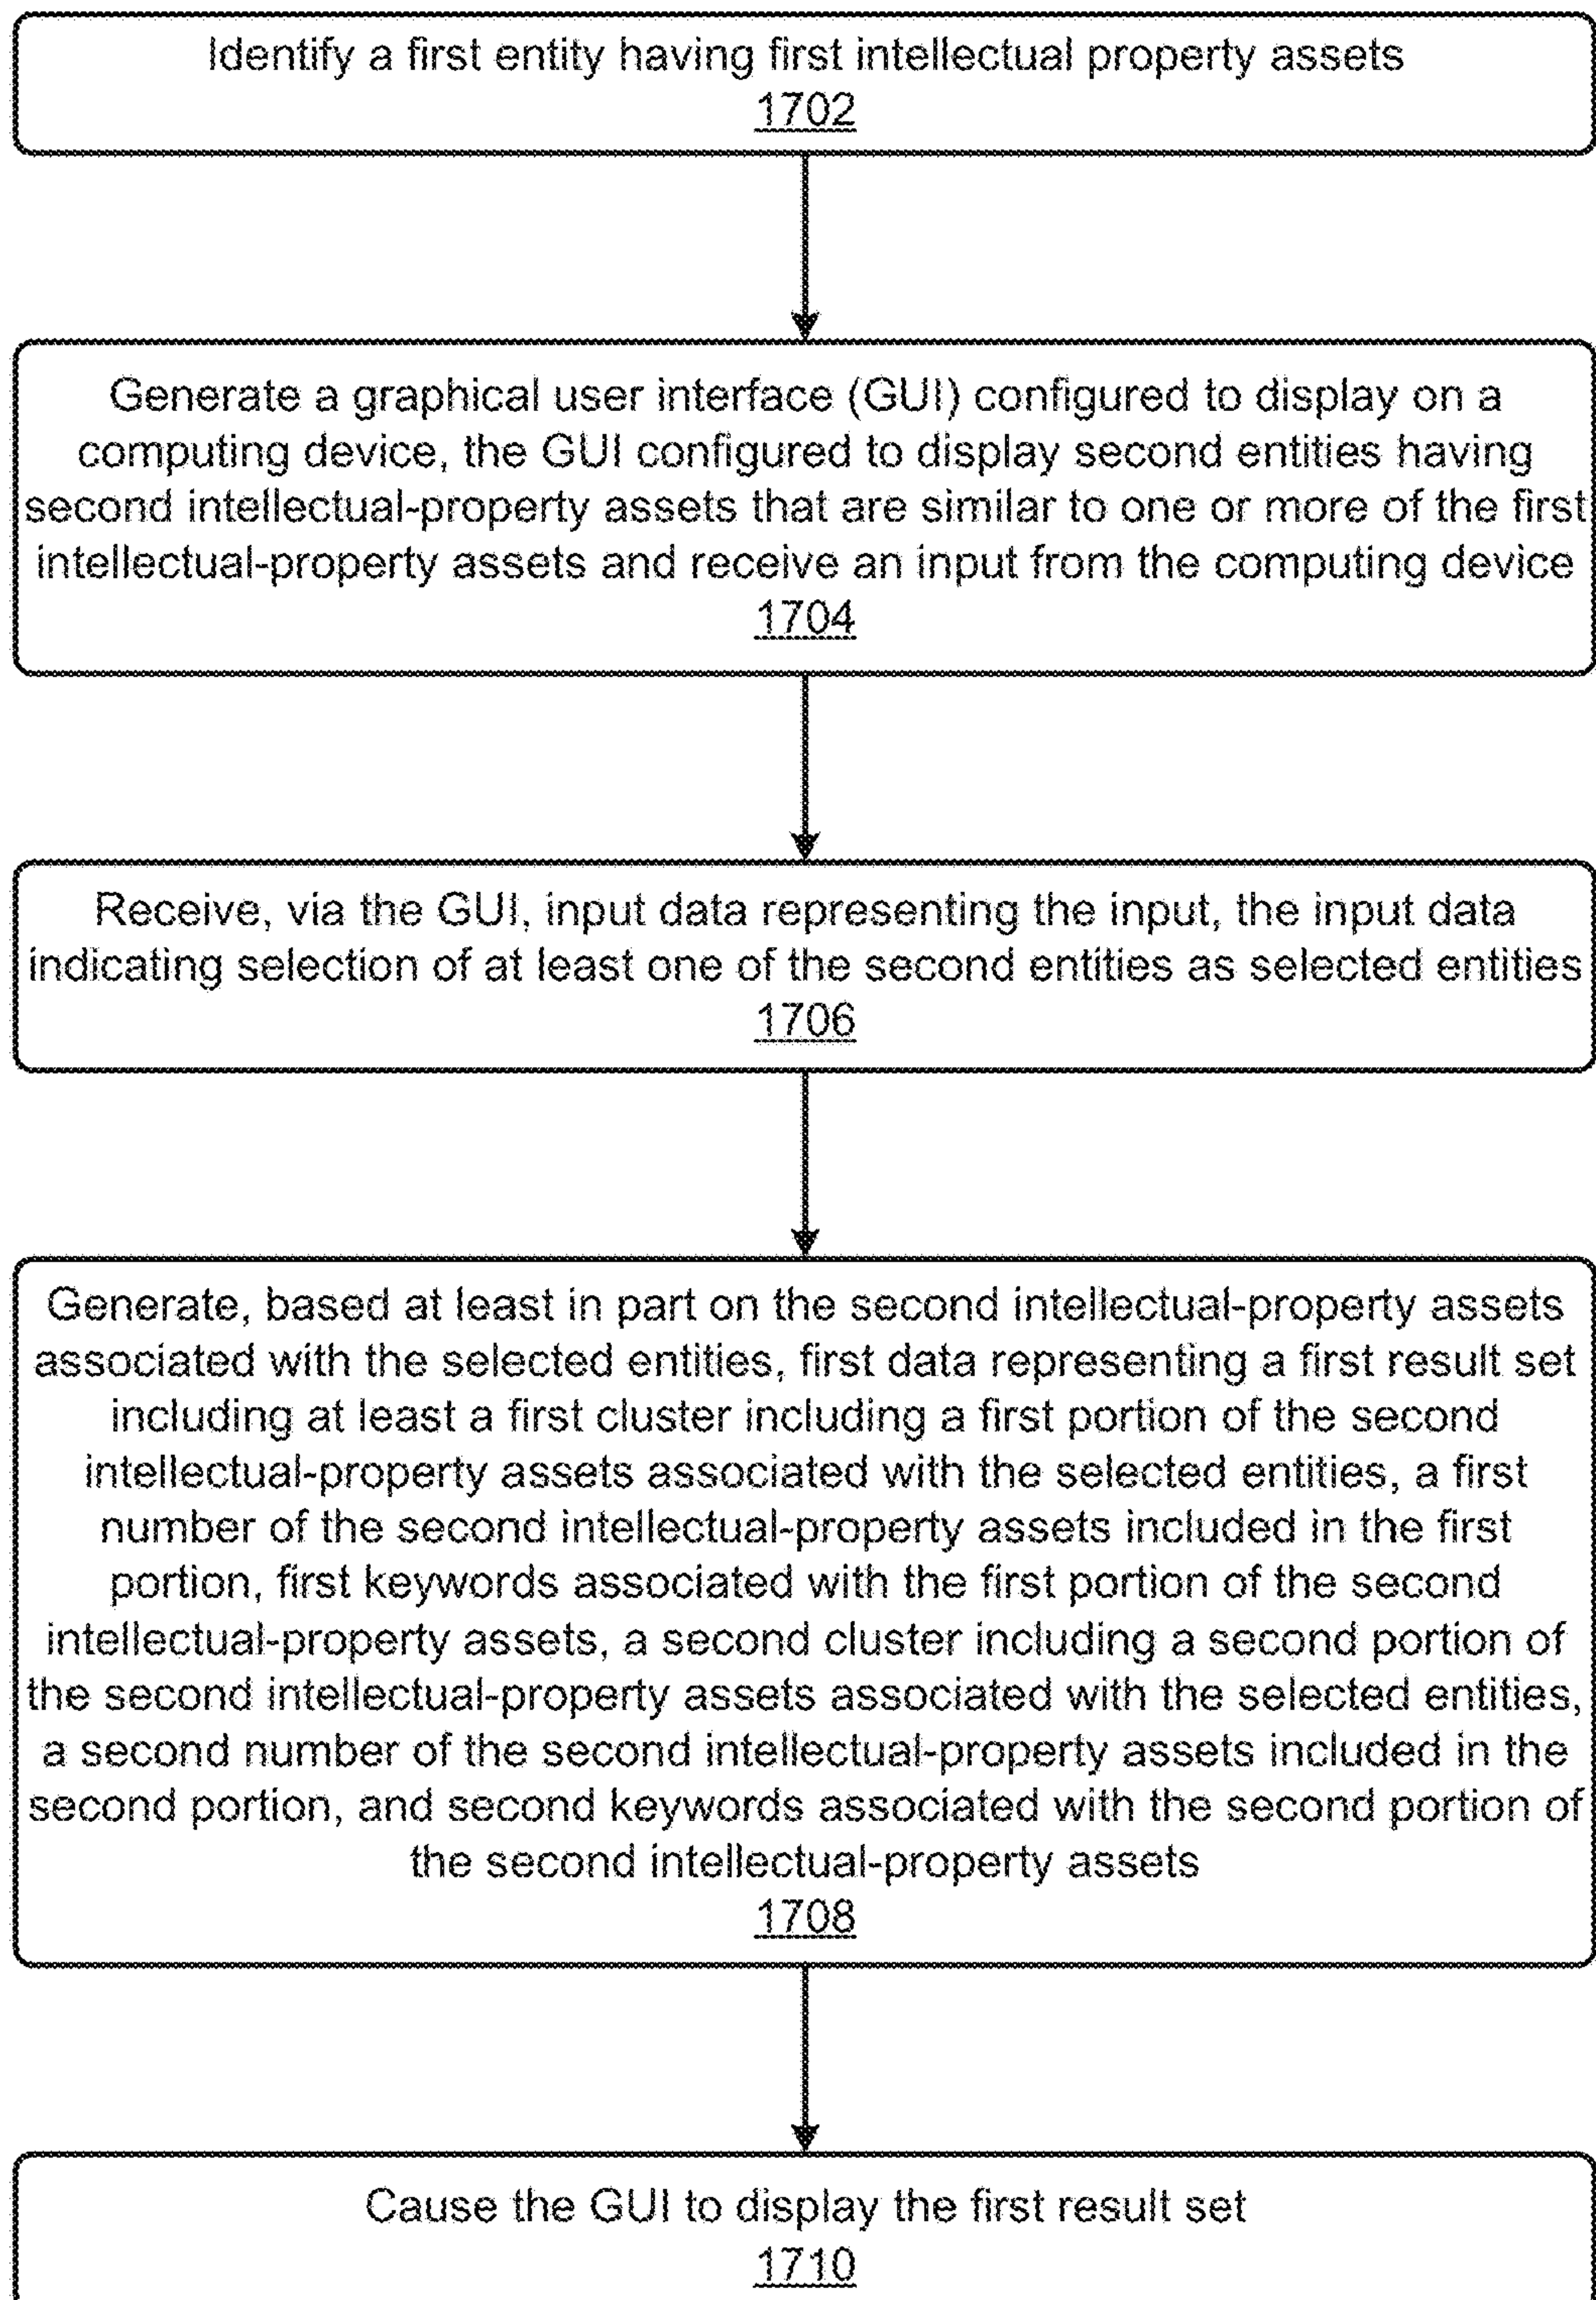 Identify a first entity having first intellectual property assets
1702
Generate a graphical user interface (GUI) configured to display on a
computing device, the GUI configured to display second entities having
second intellectual-property assets that are similar to one or more of the first
intellectual-property assets and receive an input from the computing device
1704
Receive, via the GUI, input data representing the input, the input data
indicating selection of at least one of the second entities as selected entities
1706
Generate, based at least in part on the second intellectual-property assets
associated with the selected entities, first data representing a first result set
including at least a first cluster including a first portion of the second
intellectual-property assets associated with the selected entities, a first
number of the second intellectual-property assets included in the first
portion, first keywords associated with the first portion of the second
intellectual-property assets, a second cluster including a second portion of
the second intellectual-property assets associated with the selected entities,
a second number of the second intellectual-property assets included in the
second portion, and second keywords associated with the second portion of
the second intellectual-property assets
1708
Cause the GUI to display the first result set
1710